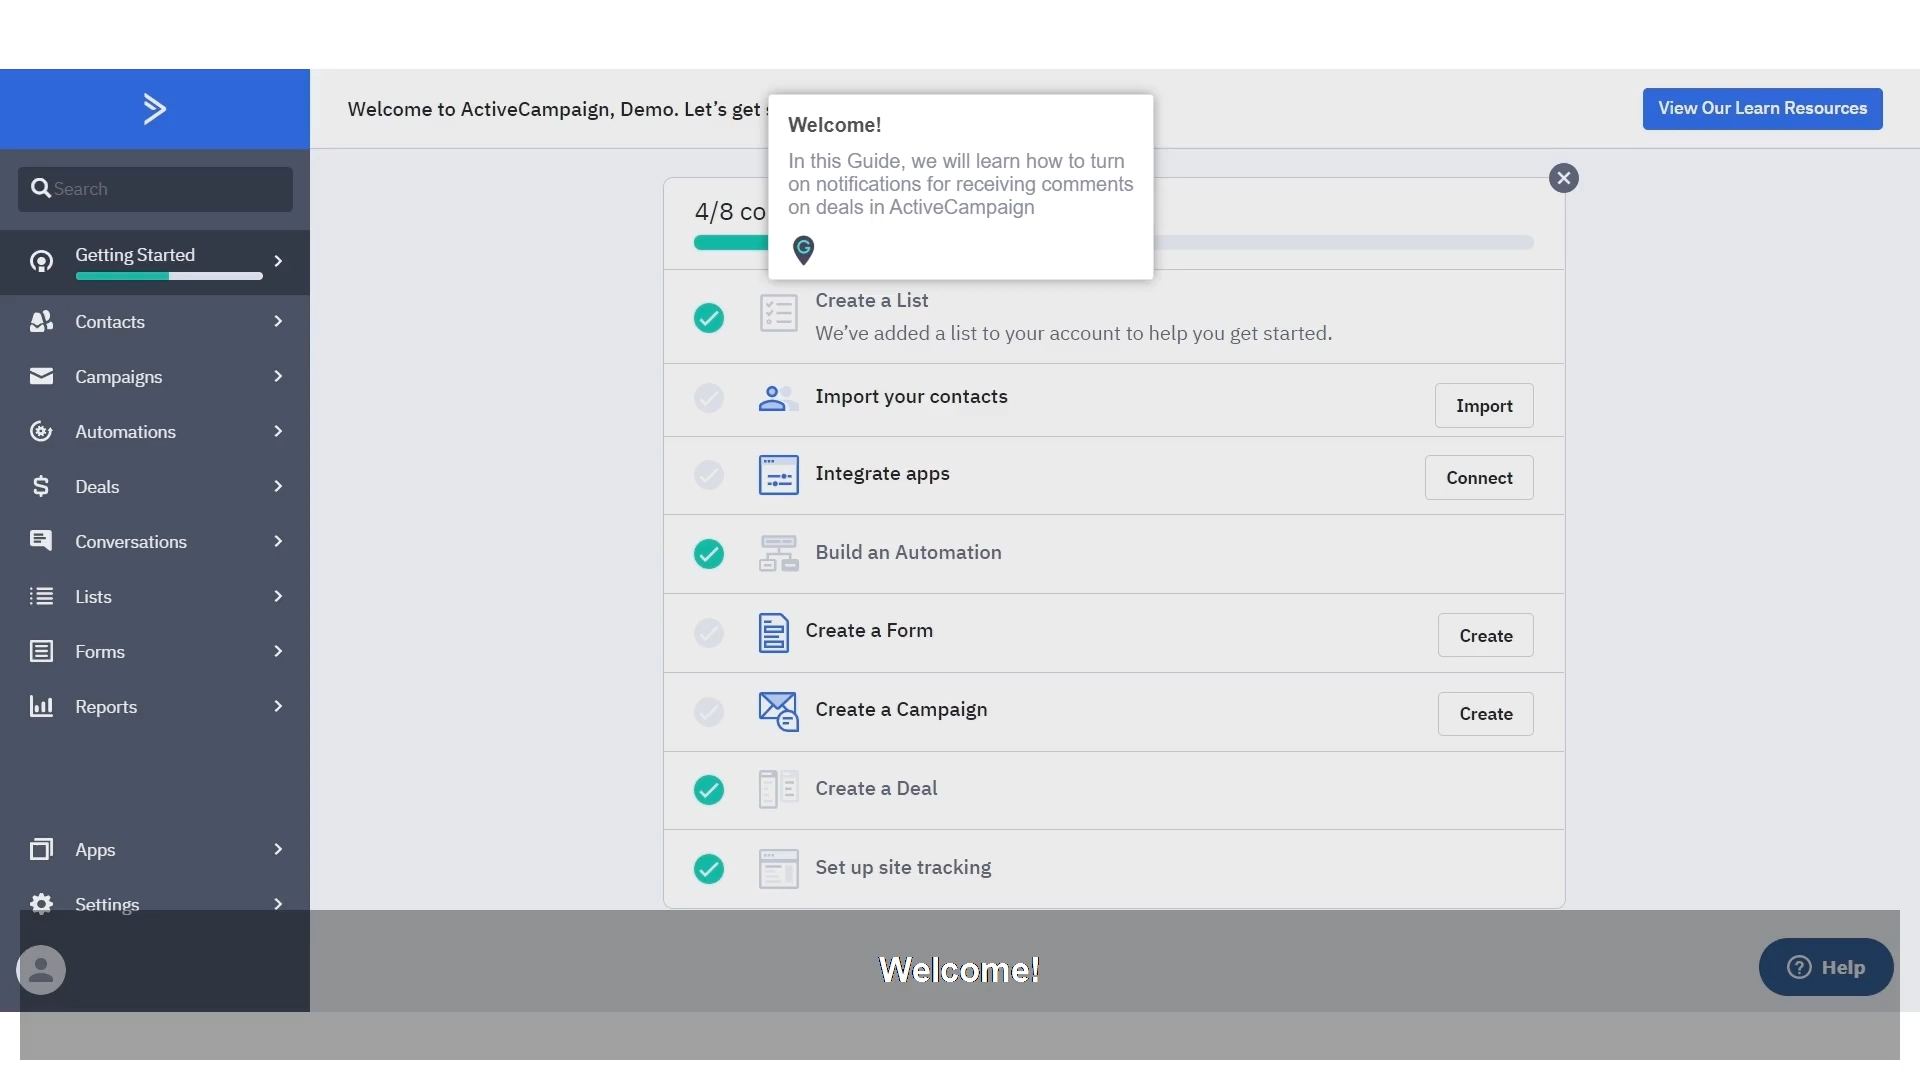 Welcome to ActiveCampaign, Demo. Let's get
View Our Learn Resources
Welcome!
In this Guide, we will learn how to turn
on notifications for receiving comments
on deals in ActiveCampaign
G
Search
Getting Started
Contacts
Campaigns
Automations
Deals
Conversations
Lists
Forms
Reports
Apps
Settings
4/8 co
Create a List
We've added a list to your account to help you get started.
Import your contacts
Import
Integrate apps
Connect
Build an Automation
Create a Form
Create
Create a Campaign
Create
Create a Deal
Set up site tracking
Welcome!
? Help